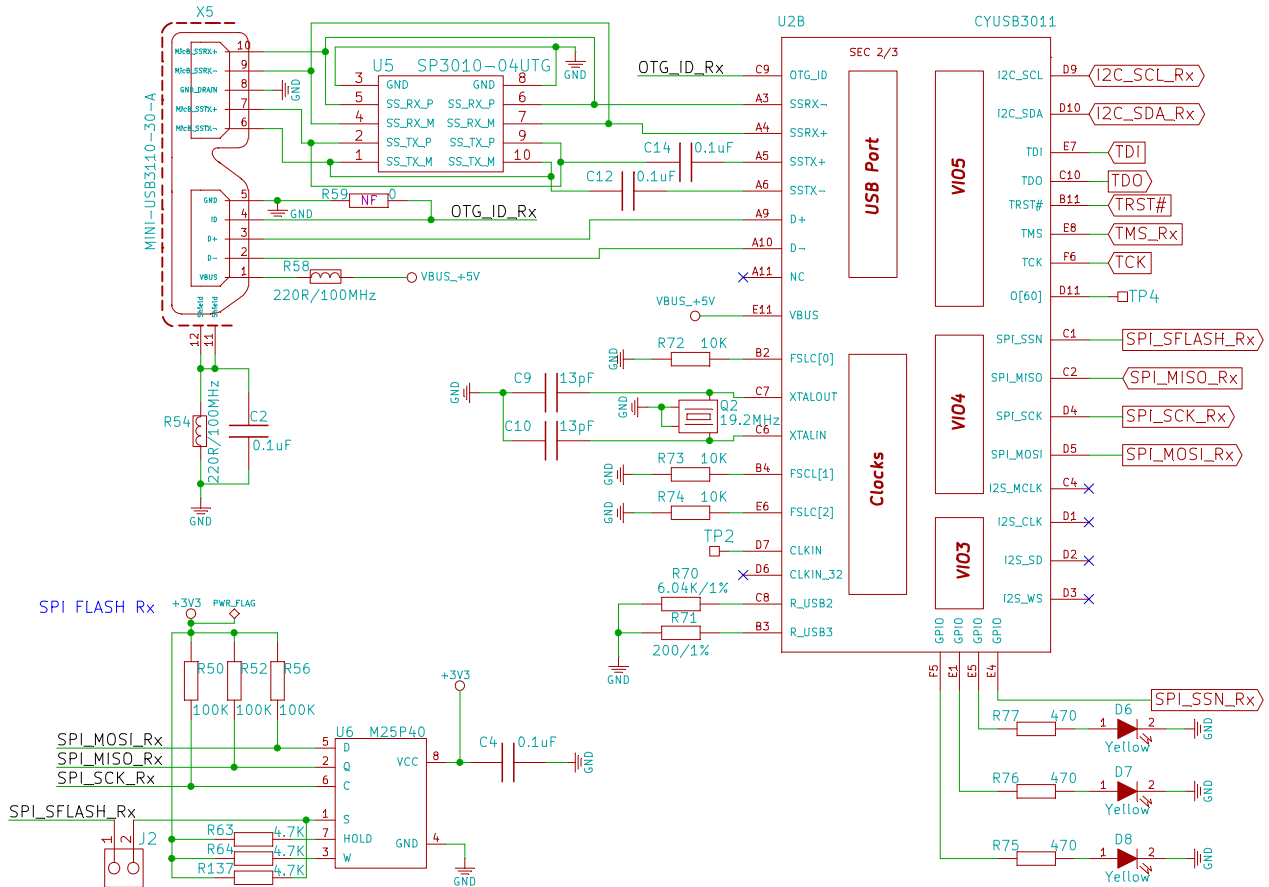 X5
MINI-USB3110-30-A
MicB_SSRX+
10
MicB_SSRX-
9
GND_DRAIN
8
GND
MicB_SSTX+
7
MicB_SSTX-
6
GND
5
ID
4
D+
3
D-
2
VBUS
1
Shield
Shield
12
11
U5
SP3010-04UTG
3
GND
GND
8
5
SS_RX_P
SS_RX_P
6
4
SS_RX_M
SS_RX_M
7
2
SS_TX_P
SS_TX_P
9
1
SS_TX_M
SS_TX_M
10
GND
R59
NF
0
GND
OTG_ID_Rx
R58
220R/100MHz
VBUS_+5V
R54
220R/100MHz
C2
0.1uF
GND
OTG_ID_Rx
C14
0.1uF
C12
0.1uF
VBUS_+5V
GND
R72
10K
GND
C9
13pF
C10
13pF
GND
Q2
19.2MHz
GND
R73
10K
GND
R74
10K
TP2
R70
6.04K/1%
R71
200/1%
GND
U2B
CYUSB3011
SEC 2/3
C9
OTG_ID
A3
SSRX-
A4
SSRX+
A5
SSTX+
A6
SSTX-
A9
D+
A10
D-
A11
NC
E11
VBUS
B2
FSLC[0]
C7
XTALOUT
C6
XTALIN
B4
FSCL[1]
E6
FSLC[2]
D7
CLKIN
D6
CLKIN_32
C8
R_USB2
B3
R_USB3
USB Port
Clocks
VIO5
VIO4
VIO3
I2C_SCL
D9
I2C_SCL_Rx
I2C_SDA
D10
I2C_SDA_Rx
TDI
E7
TDI
TDO
C10
TDO
TRST#
B11
TRST#
TMS
E8
TMS_Rx
TCK
F6
TCK
O[60]
D11
TP4
SPI_SSN
C1
SPI_SFLASH_Rx
SPI_MISO
C2
SPI_MISO_Rx
SPI_SCK
D4
SPI_SCK_Rx
SPI_MOSI
D5
SPI_MOSI_Rx
I2S_MCLK
C4
I2S_CLK
D1
I2S_SD
D2
I2S_WS
D3
GPIO
GPIO
GPIO
GPIO
F5
E1
E5
E4
SPI_SSN_Rx
R77
470
1
D6
2
Yellow
GND
R76
470
1
D7
2
Yellow
GND
R75
470
1
D8
2
Yellow
GND
SPI FLASH Rx
+3V3
PWR_FLAG
R50
R52
R56
100K
100K
100K
SPI_MOSI_Rx
SPI_MISO_Rx
SPI_SCK_Rx
SPI_SFLASH_Rx
1
2
J2
R63
4.7K
R64
4.7K
R137
4.7K
U6
M25P40
5
D
2
Q
6
C
1
S
7
HOLD
3
W
VCC
8
GND
4
+3V3
C4
0.1uF
GND
GND